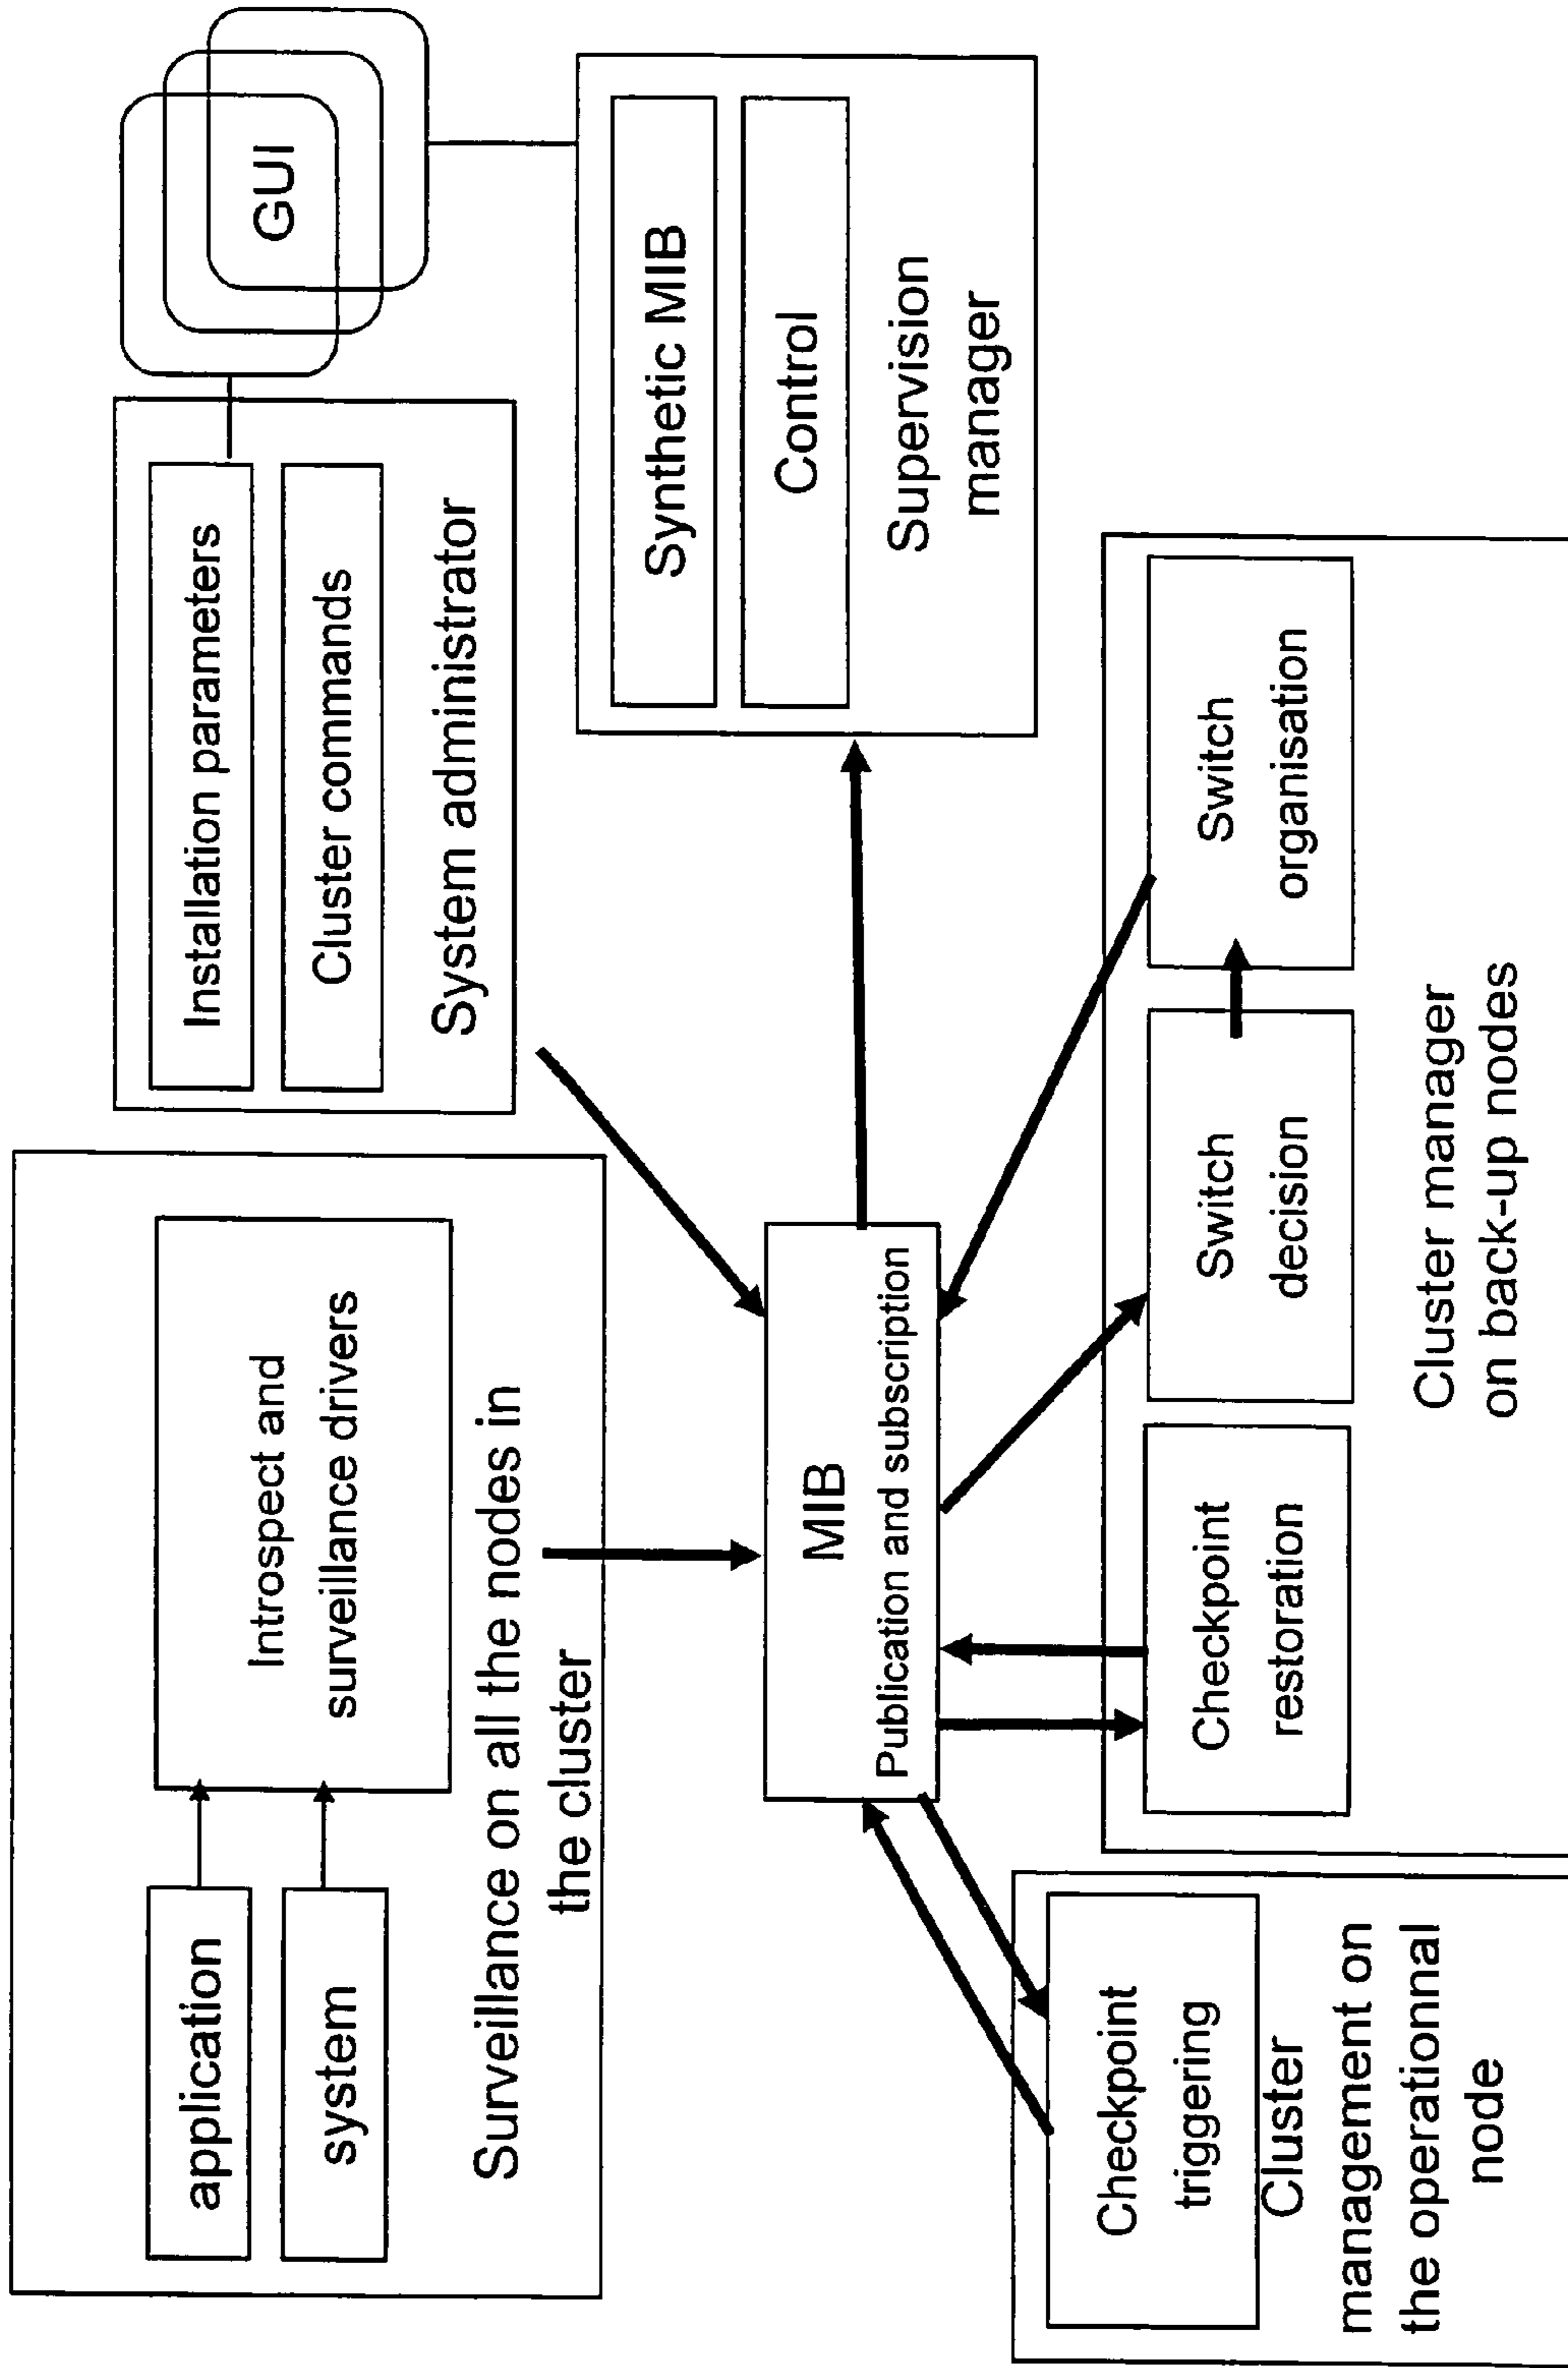 application
system
Introspect and
surveillance drivers
Surveillance on all the nodes in
the cluster
Installation parameters
Cluster commands
System administrator
GUI
MIB
Publication and subscription
Synthetic MIB
Control
Supervision
manager
Checkpoint
triggering
Cluster
management on
the operationnal
node
Checkpoint
restoration
Switch
decision
Switch
organisation
Cluster manager
on back-up nodes